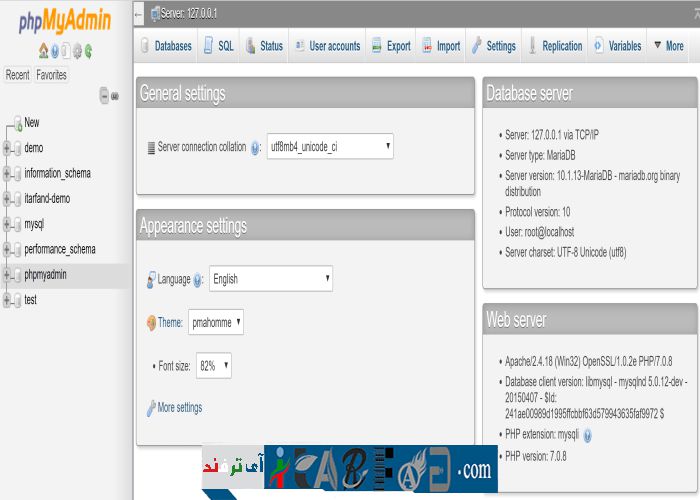 phpMyAdmin
Recent Favorites
New
demo
information_schema
itarfand-demo
mysql
performance_schema
phpmyadmin
test
Server: 127.0.0.1
Databases SQL Status User accounts Export Import Settings Replication Variables More
General settings
Server connection collation : utf8mb4_unicode_ci
Appearance settings
Language : English
Theme: pmahomme
• Font size: 82%
More settings
Database server
• Server: 127.0.0.1 via TCP/IP
• Server type: MariaDB
• Server version: 10.1.13-MariaDB - mariadb.org binary
distribution
• Protocol version: 10
• User: root@localhost
• Server charset: UTF-8 Unicode (utf8)
Web server
• Apache/2.4.18 (Win32) OpenSSL/1.0.2e PHP/7.0.8
• Database client version: libmysql - mysqlnd 5.0.12-dev -
20150407 - $Id:
241ae00989d1995ffcbbf63d579943635faf9972 $
• PHP extension: mysqli
• PHP version: 7.0.8
آی ترفند
ITARFAND.com